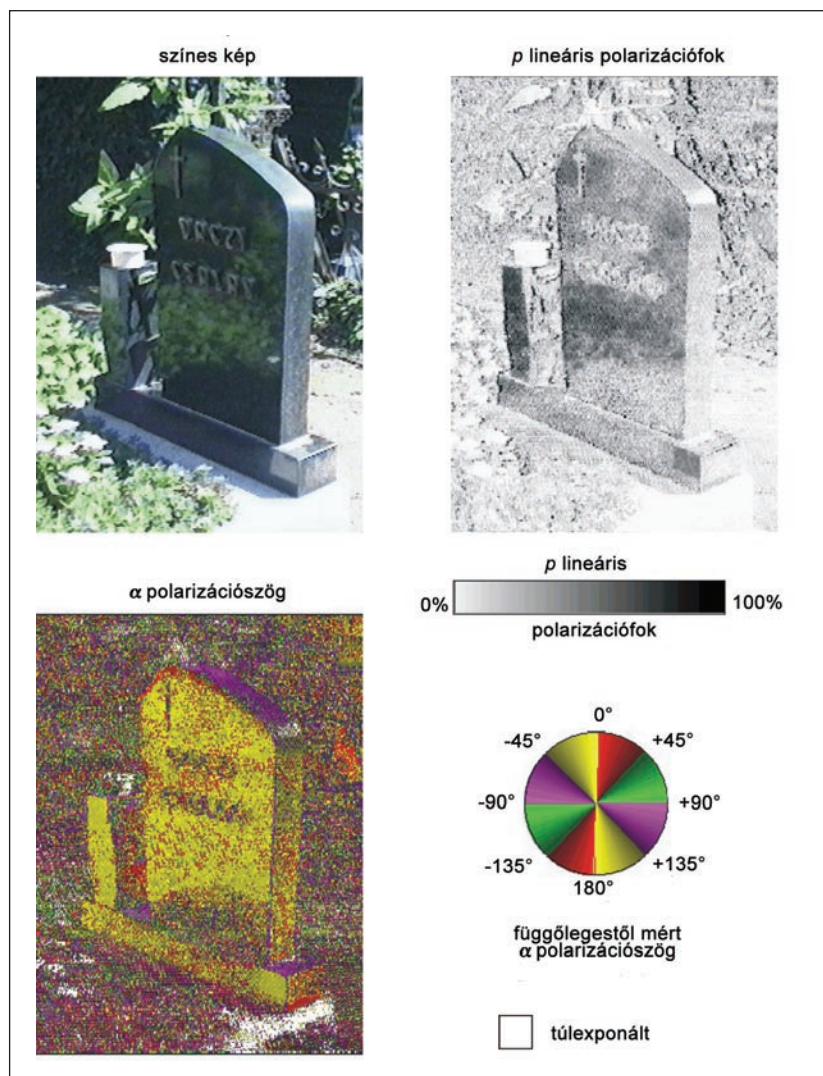 színes kép
p lineáris polarizációfok
α polarizációszög
p lineáris
0%
100%
polarizációfok
0°
-45°
+45°
-90°
+90°
-135°
+135°
180°
függőlegestől mért
α polarizációszög
túlexponált